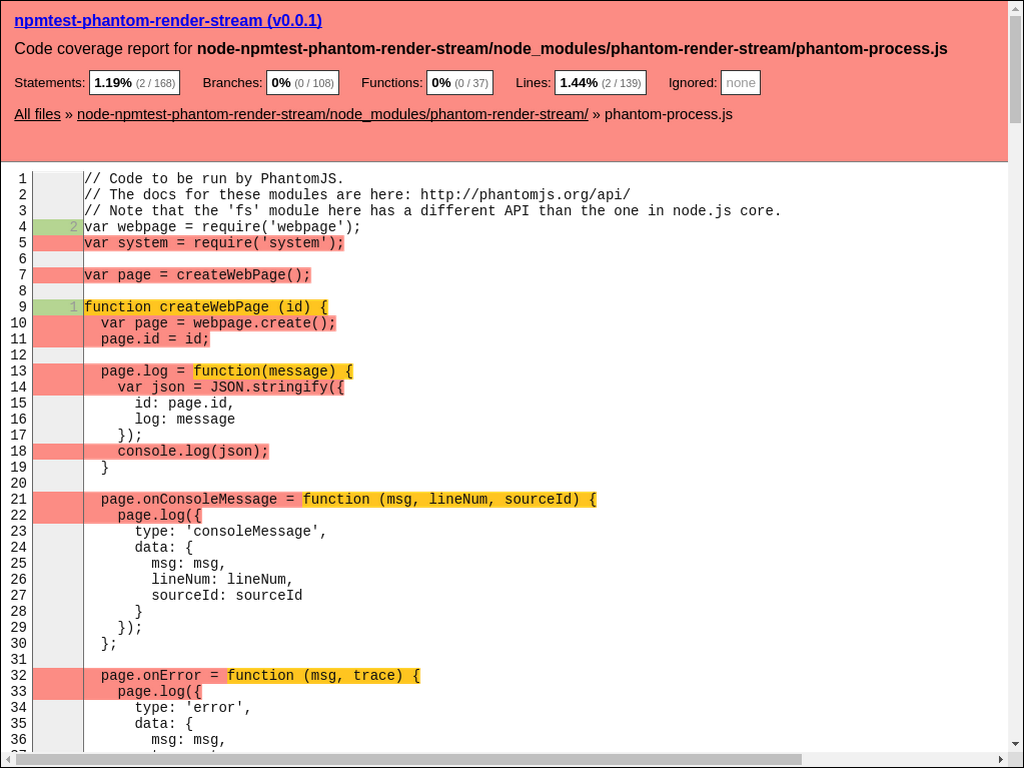 npmtest-phantom-render-stream (v0.0.1)
Code coverage report for node-npmtest-phantom-render-stream/node_modules/phantom-render-stream/phantom-process.js
Statements: 1.19% (2 / 168) Branches: 0% (0 / 108) Functions: 0% (0 / 37) Lines: 1.44% (2 / 139) Ignored: none
All files » node-npmtest-phantom-render-stream/node_modules/phantom-render-stream/ » phantom-process.js
1 // Code to be run by PhantomJS.
2 // The docs for these modules are here: http://phantomjs.org/api/
3 // Note that the 'fs' module here has a different API than the one in node.js core.
4 2 var webpage = require('webpage');
5 var system = require('system');
6
7 var page = createWebPage();
8
9 1 function createWebPage (id) {
10   var page = webpage.create();
11   page.id = id;
12
13   page.log = function(message) {
14     var json = JSON.stringify({
15       id: page.id,
16       log: message
17     });
18     console.log(json);
19   }
20
21   page.onConsoleMessage = function (msg, lineNum, sourceId) {
22     page.log({
23       type: 'consoleMessage',
24       data: {
25         msg: msg,
26         lineNum: lineNum,
27         sourceId: sourceId
28       }
29     });
30   };
31
32   page.onError = function (msg, trace) {
33     page.log({
34       type: 'error',
35       data: {
36         msg: msg,